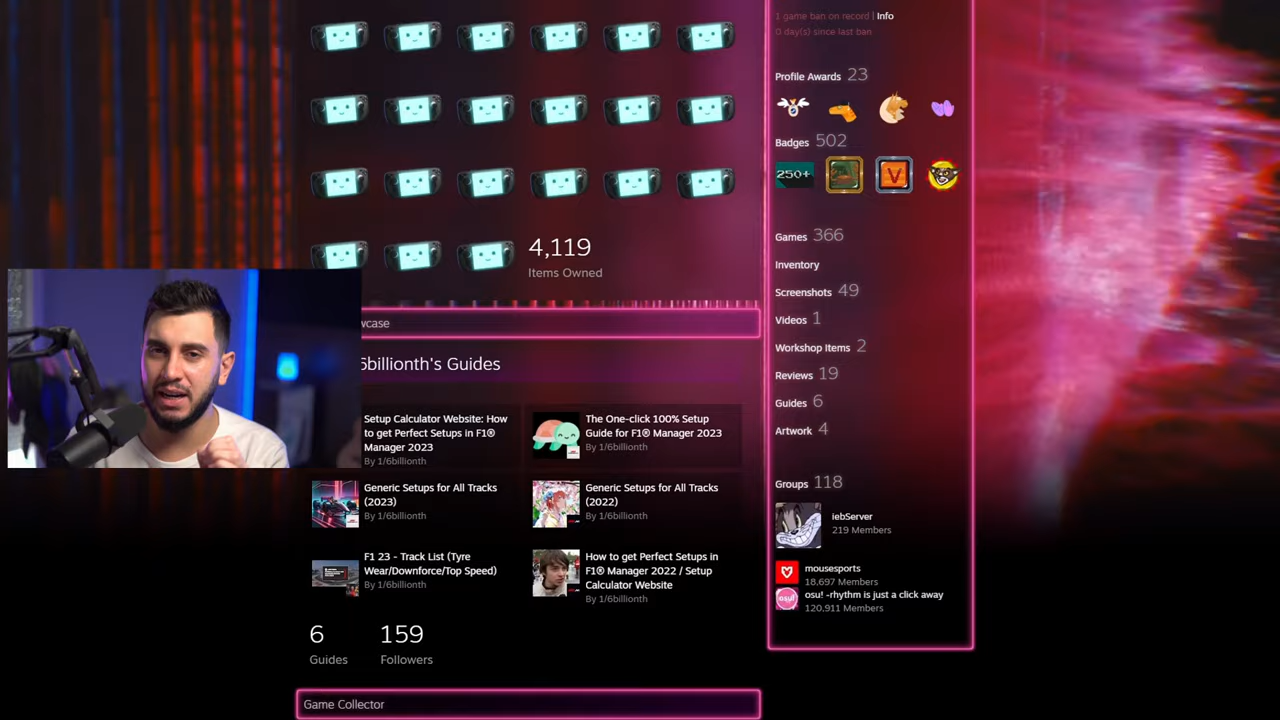 4,119
Items Owned
wcase
6billionth's Guides
Setup Calculator Website: How
to get Perfect Setups in F1®
Manager 2023
By 1/6billionth
The One-click 100% Setup
Guide for F1® Manager 2023
By 1/6billionth
Generic Setups for All Tracks
(2023)
By 1/6billionth
Generic Setups for All Tracks
(2022)
By 1/6billionth
F1 23 - Track List (Tyre
Wear/Downforce/Top Speed)
By 1/6billionth
How to get Perfect Setups in
F1® Manager 2022 / Setup
Calculator Website
By 1/6billionth
6
Guides
159
Followers
Game Collector
1 game ban on record | Info
0 day(s) since last ban
Profile Awards 23
Badges 502
250+
V
Games 366
Inventory
Screenshots 49
Videos 1
Workshop Items 2
Reviews 19
Guides 6
Artwork 4
Groups 118
iebServer
219 Members
mousesports
18,697 Members
osu!
osu! -rhythm is just a click away
120,911 Members